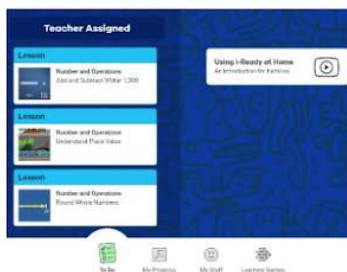 Teacher Assigned
Lesson
Number and Operations
Add and Subtract Within 1,000
Lesson
Number and Operations
Understand Place Value
Lesson
Number and Operations
Round Whole Numbers
Using i-Ready at Home
An Introduction for Families
To Do
My Progress
My Stuff
Learning Games